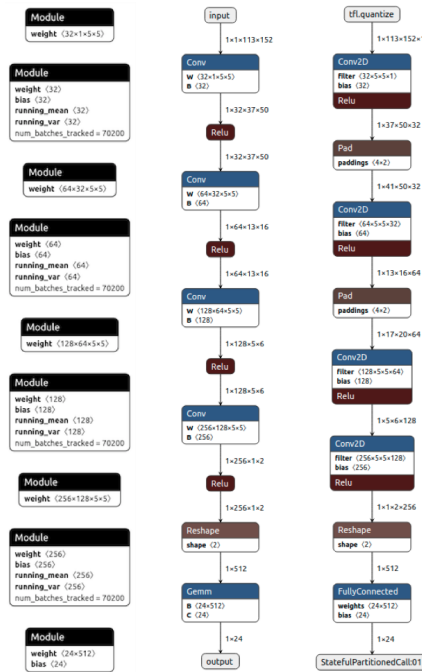 Module
weight ⟨32×1×5×5⟩
Module
weight ⟨32⟩
bias ⟨32⟩
running_mean ⟨32⟩
running_var ⟨32⟩
num_batches_tracked = 70200
Module
weight ⟨64×32×5×5⟩
Module
weight ⟨64⟩
bias ⟨64⟩
running_mean ⟨64⟩
running_var ⟨64⟩
num_batches_tracked = 70200
Module
weight ⟨128×64×5×5⟩
Module
weight ⟨128⟩
bias ⟨128⟩
running_mean ⟨128⟩
running_var ⟨128⟩
num_batches_tracked = 70200
Module
weight ⟨256×128×5×5⟩
Module
weight ⟨256⟩
bias ⟨256⟩
running_mean ⟨256⟩
running_var ⟨256⟩
num_batches_tracked = 70200
Module
weight ⟨24×512⟩
bias ⟨24⟩
input
1×1×113×152
Conv
W ⟨32×1×5×5⟩
B ⟨32⟩
1×32×37×50
Relu
1×32×37×50
Conv
W ⟨64×32×5×5⟩
B ⟨64⟩
1×64×13×16
Relu
1×64×13×16
Conv
W ⟨128×64×5×5⟩
B ⟨128⟩
1×128×5×6
Relu
1×128×5×6
Conv
W ⟨256×128×5×5⟩
B ⟨256⟩
1×256×1×2
Relu
1×256×1×2
Reshape
shape ⟨2⟩
1×512
Gemm
B ⟨24×512⟩
C ⟨24⟩
1×24
output
tfl.quantize
1×113×152×
Conv2D
filter ⟨32×5×5×1⟩
bias ⟨32⟩
Relu
1×37×50×32
Pad
paddings ⟨4×2⟩
1×41×50×32
Conv2D
filter ⟨64×5×5×32⟩
bias ⟨64⟩
Relu
1×13×16×64
Pad
paddings ⟨4×2⟩
1×17×20×64
Conv2D
filter ⟨128×5×5×64⟩
bias ⟨128⟩
Relu
1×5×6×128
Conv2D
filter ⟨256×5×5×128⟩
bias ⟨256⟩
Relu
1×1×2×256
Reshape
shape ⟨2⟩
1×512
FullyConnected
weights ⟨24×512⟩
bias ⟨24⟩
1×24
StatefulPartitionedCall:01